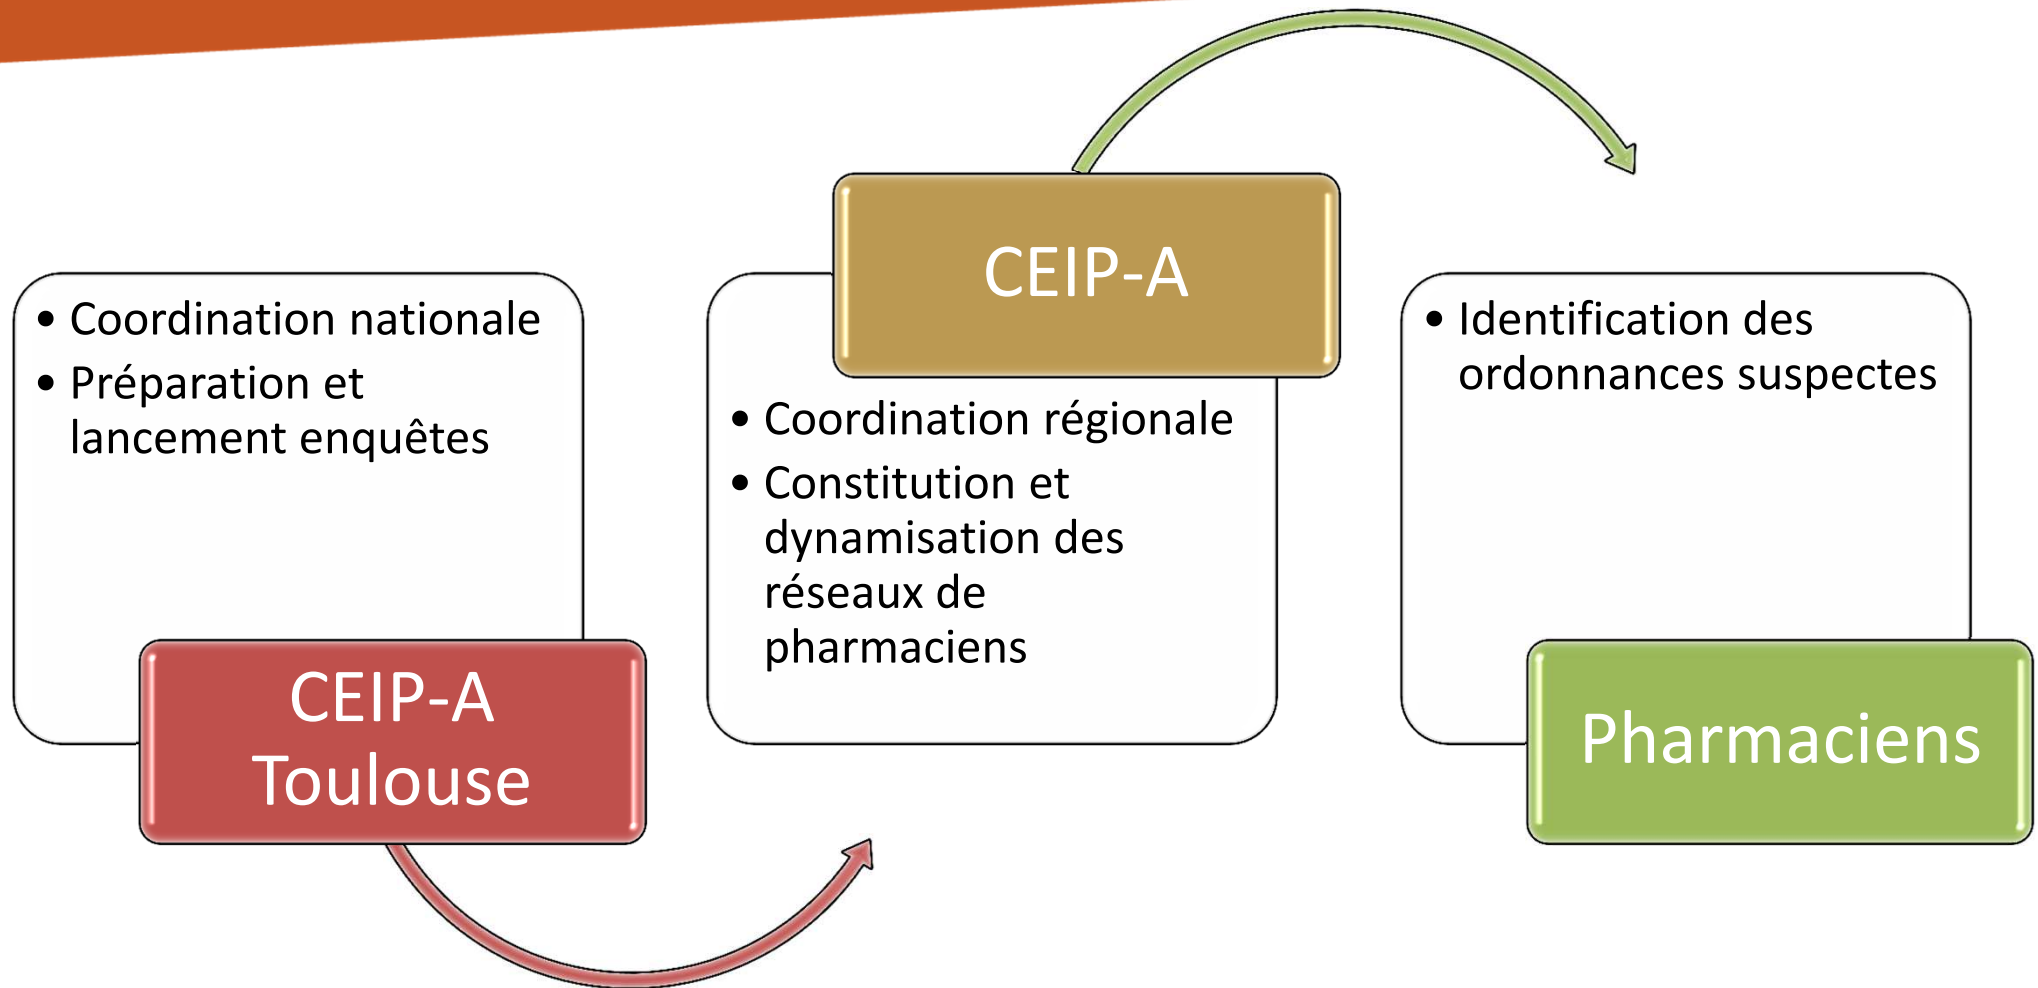 • Coordination nationale
• Préparation et
lancement enquêtes
CEIP-A
Toulouse
CEIP-A
• Coordination régionale
• Constitution et
dynamisation des
réseaux de
pharmaciens
• Identification des
ordonnances suspectes
Pharmaciens